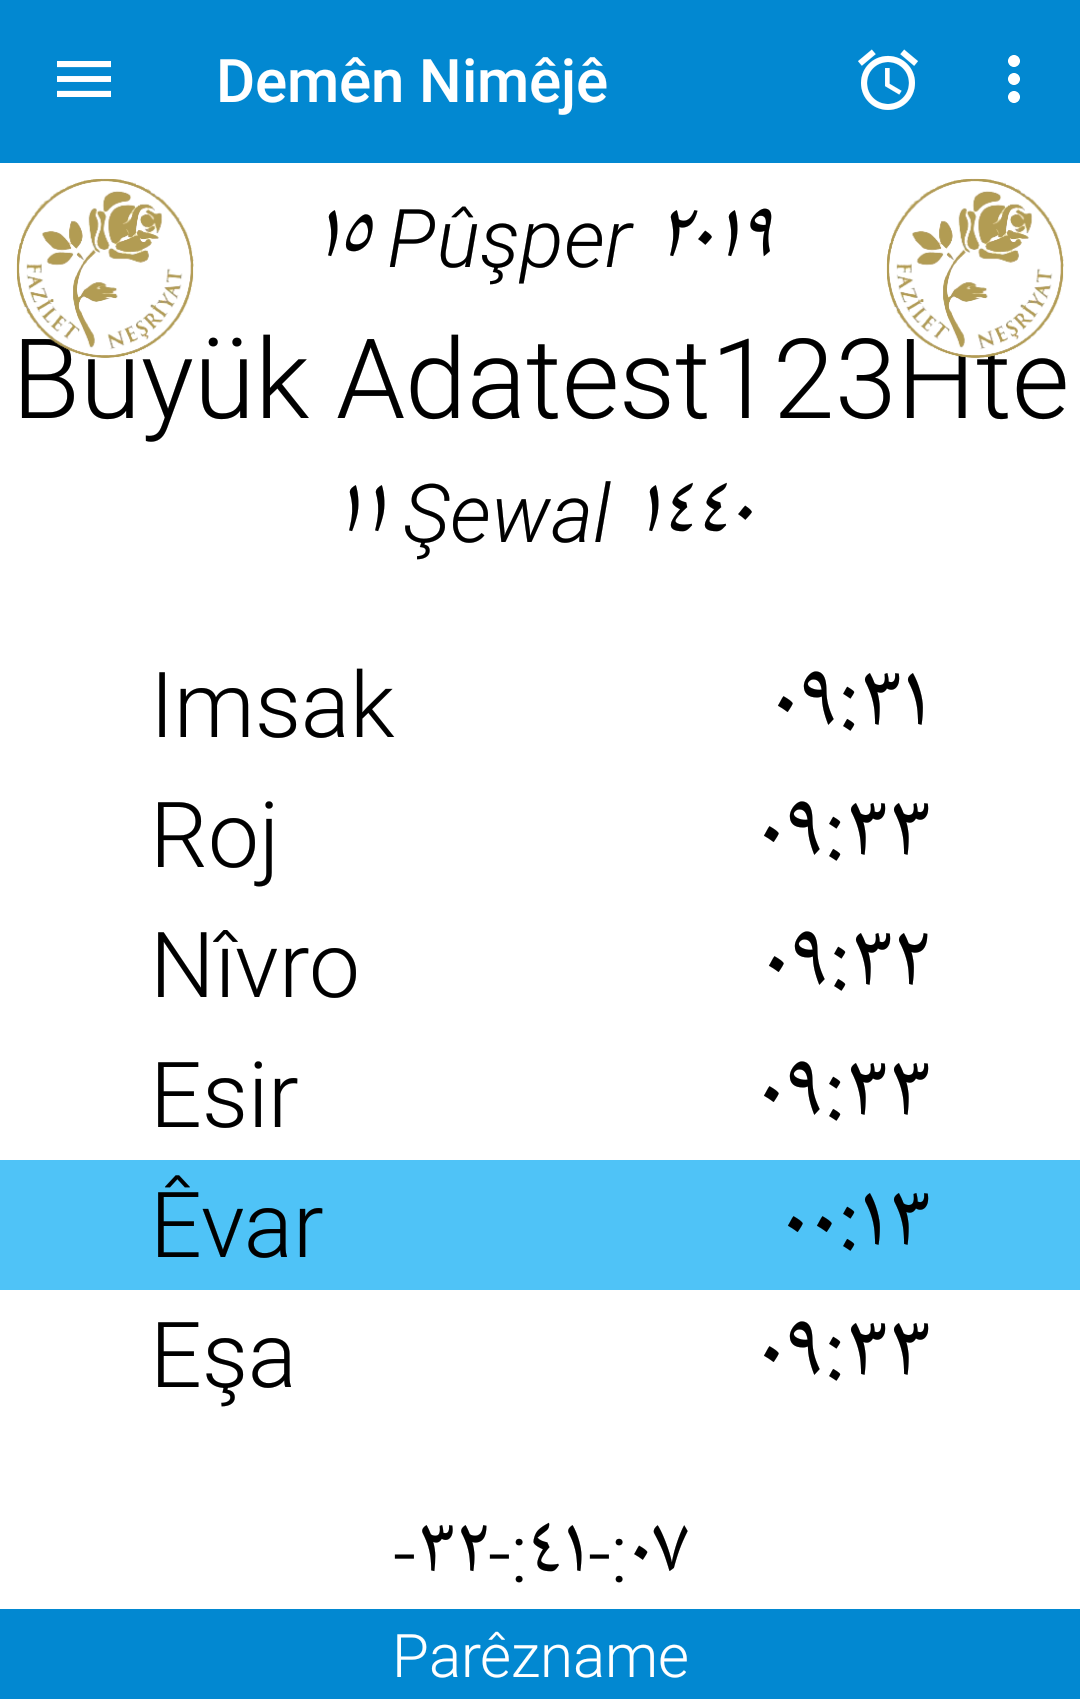 Demên Nimêjê
FAZİLET NEŞRİYAT
FAZİLET NEŞRİYAT
١٥ Pûşper ٢٠١٩
Büyük Adatest123Hte
١١ Şewal ١٤٤٠
Imsak ٠٩:٣١
Roj ٠٩:٣٣
Nîvro ٠٩:٣٢
Esir ٠٩:٣٣
Êvar ٠٠:١٣
Eşa ٠٩:٣٣
-٣٢-:٤١-:٠٧
Parêzname